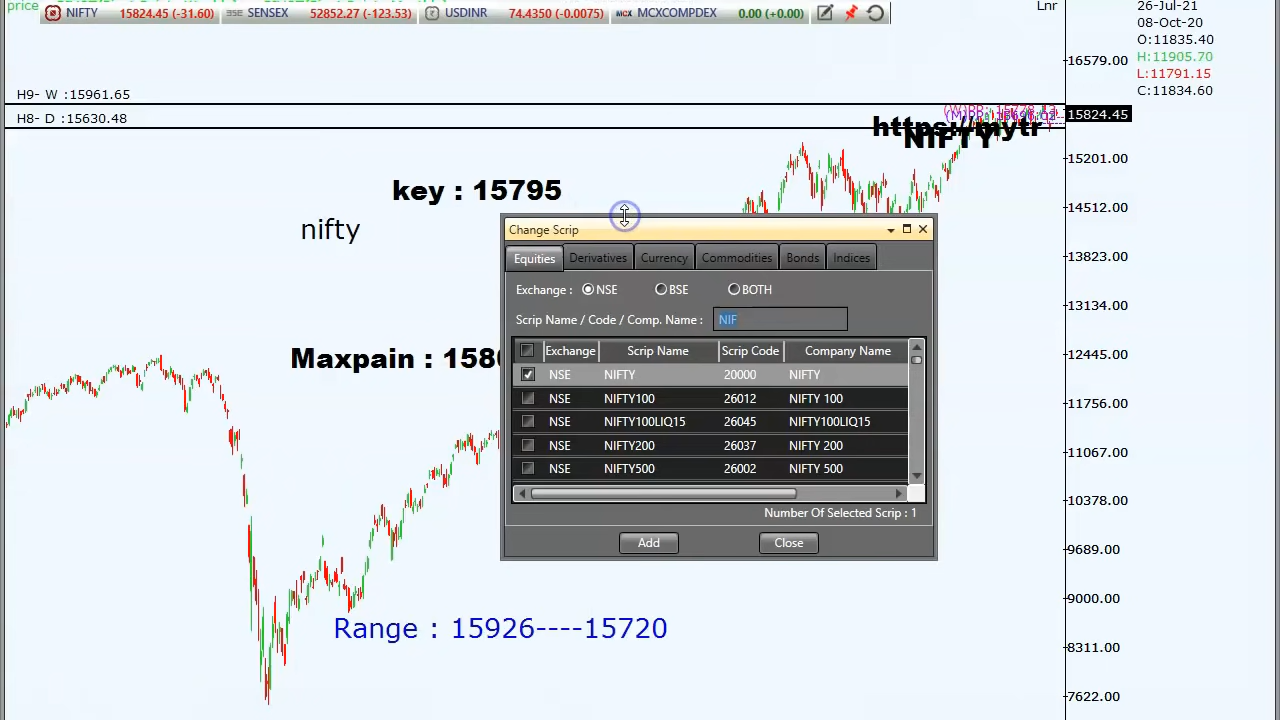 price
NIFTY 15824.45 (-31.60) BSE SENSEX 52852.27 (-123.53) USDINR 74.4350 (-0.0075) MCX MCXCOMPDEX 0.00 (+0.00)
Lnr
26-Jul-21
08-Oct-20
O:11835.40
H:11905.70
L:11791.15
C:11834.60
16579.00
H9- W :15961.65
15824.45
H8- D :15630.48
https://mytr
NIFTY
15201.00
key : 15795
14512.00
nifty
13823.00
13134.00
12445.00
11756.00
11067.00
10378.00
9689.00
9000.00
8311.00
7622.00
Change Scrip
Equities Derivatives Currency Commodities Bonds Indices
Exchange : NSE BSE BOTH
Scrip Name / Code / Comp. Name : NIF
Exchange Scrip Name Scrip Code Company Name
NSE NIFTY 20000 NIFTY
NSE NIFTY100 26012 NIFTY 100
NSE NIFTY100LIQ15 26045 NIFTY100LIQ15
NSE NIFTY200 26037 NIFTY 200
NSE NIFTY500 26002 NIFTY 500
Number Of Selected Scrip : 1
Add Close
Maxpain :
Range : 15926----15720